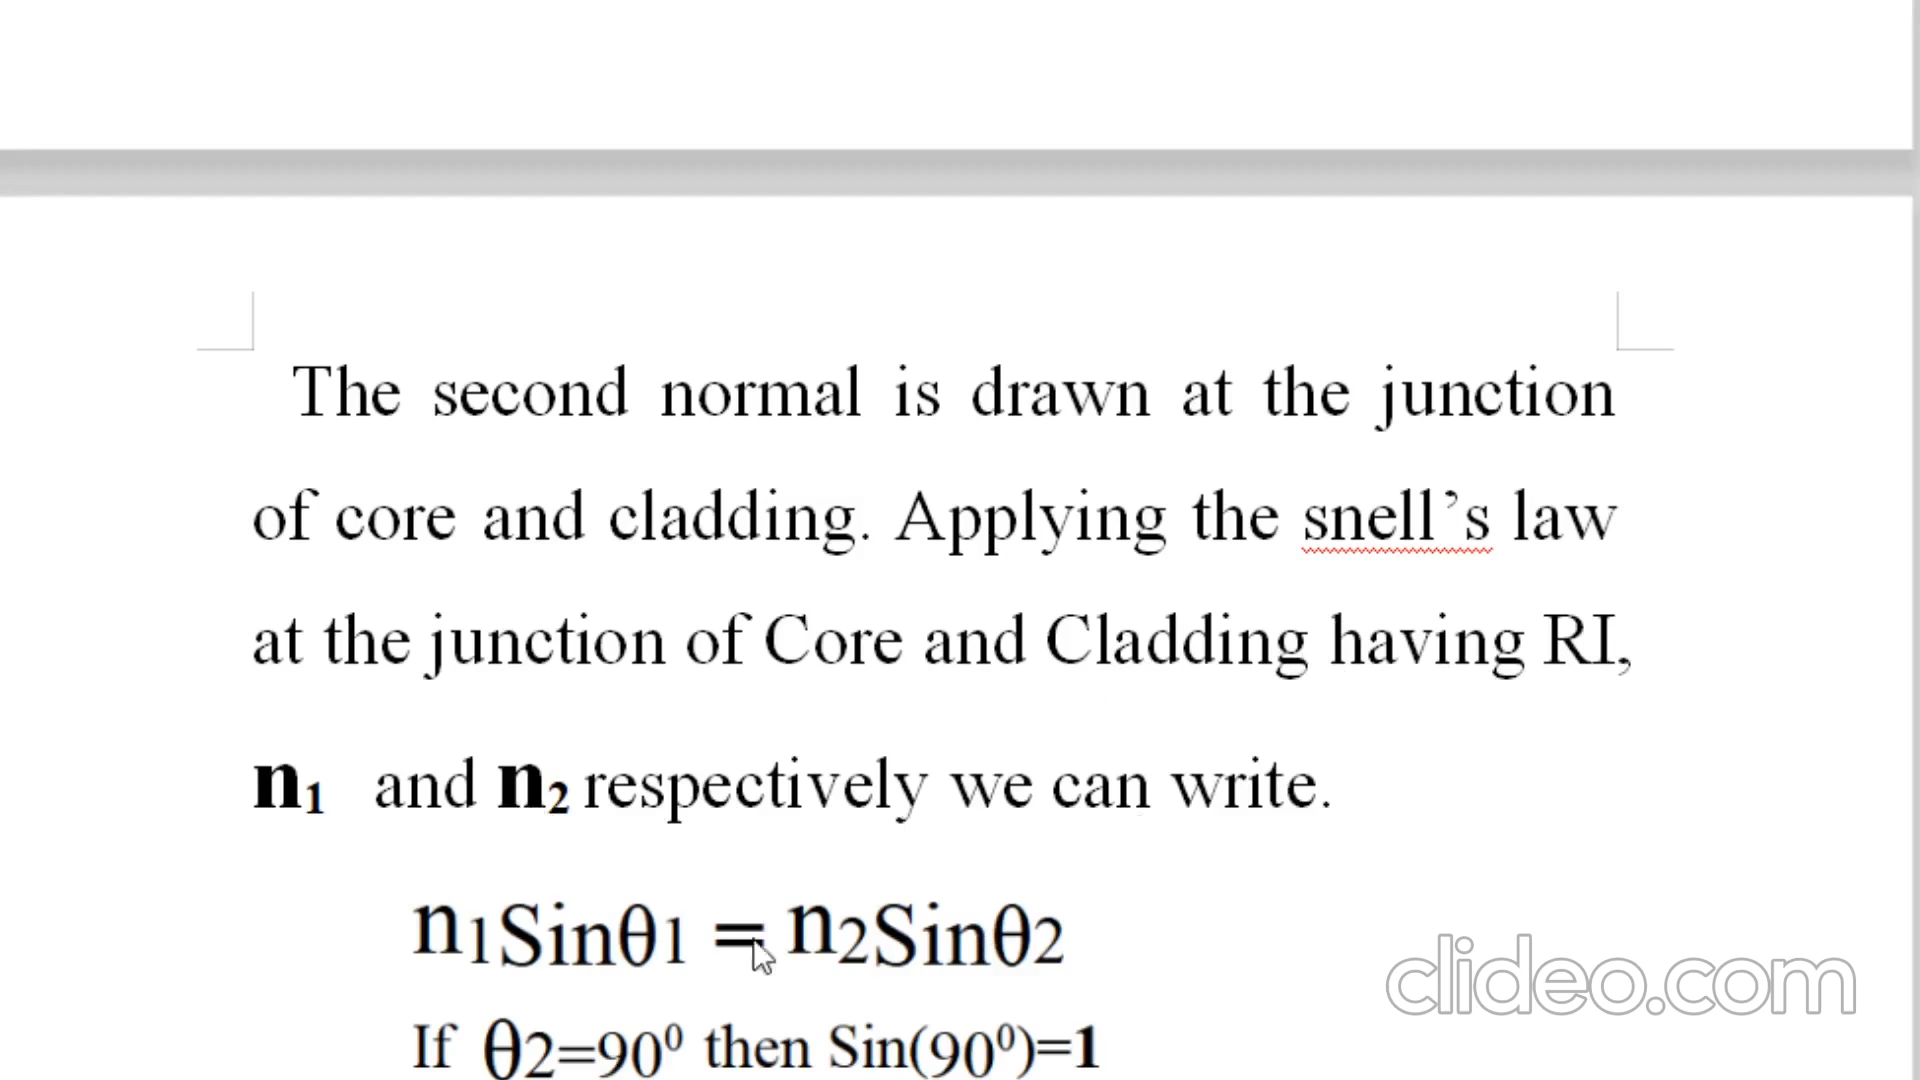 The second normal is drawn at the junction
of core and cladding. Applying the snell’s law
at the junction of Core and Cladding having RI,
n₁ and n₂ respectively we can write.
n₁Sinθ1 = n₂Sinθ2
If θ2=90⁰ then Sin(90⁰)=1
clideo.com